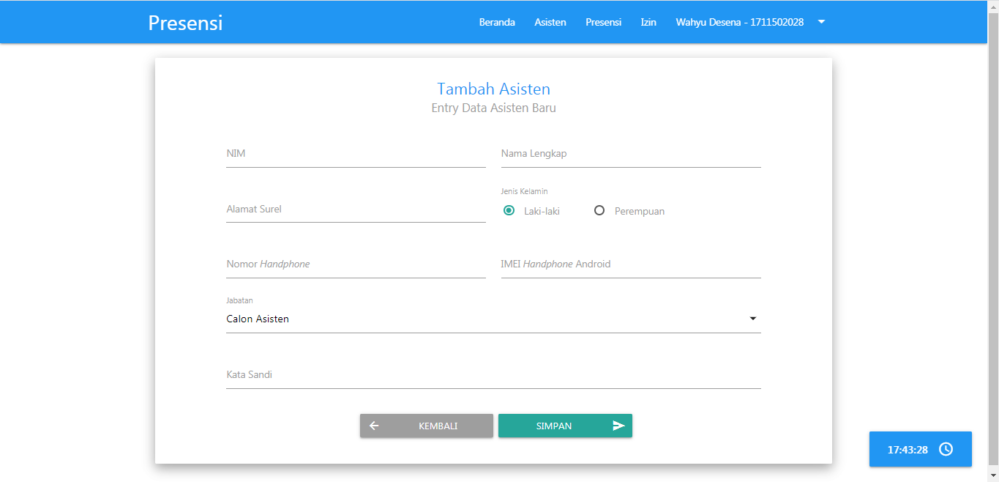 Presensi
Beranda Asisten Presensi Izin Wahyu Desena - 1711502028
Tambah Asisten
Entry Data Asisten Baru
NIM
Nama Lengkap
Alamat Surel
Jenis Kelamin
Laki-laki Perempuan
Nomor Handphone
IMEI Handphone Android
Jabatan
Calon Asisten
Kata Sandi
KEMBALI SIMPAN
17:43:28